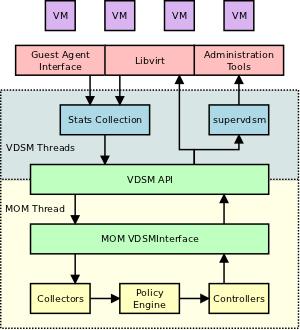 VM VM VM VM
Guest Agent
Interface
Libvirt
Administration
Tools
Stats Collection
supervdsm
VDSM Threads
VDSM API
MOM Thread
MOM VDSMInterface
Collectors
Policy
Engine
Controllers